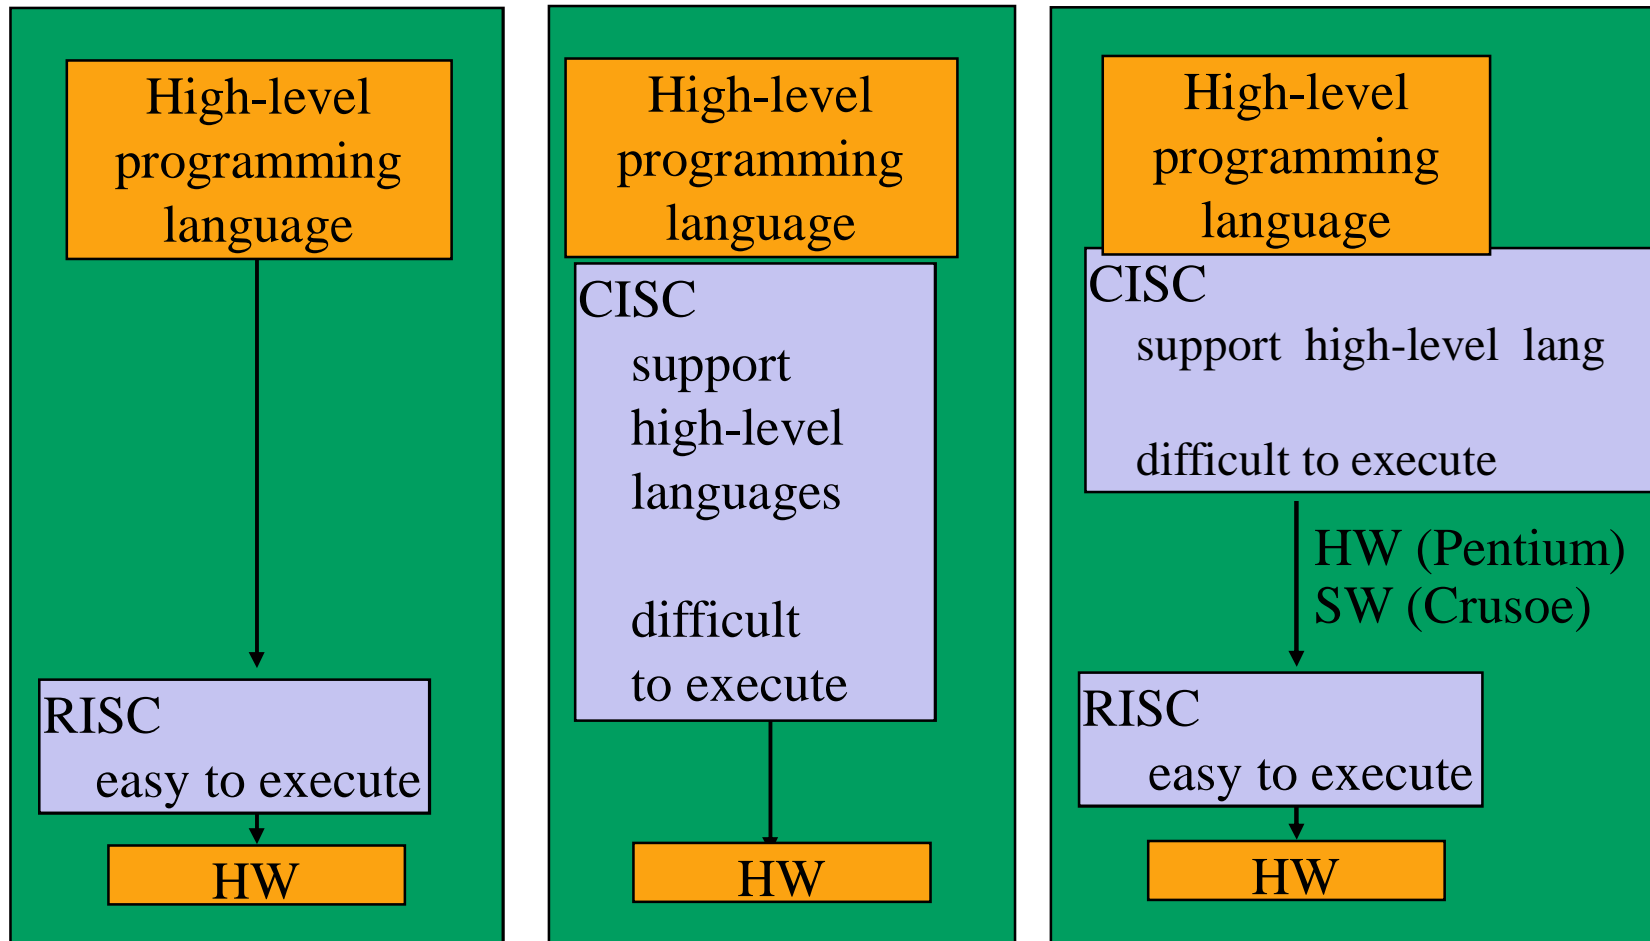 High-level
programming
language
RISC
easy to execute
HW
High-level
programming
language
CISC
support
high-level
languages
difficult
to execute
HW
High-level
programming
language
CISC
support high-level lang
difficult to execute
HW (Pentium)
SW (Crusoe)
RISC
easy to execute
HW